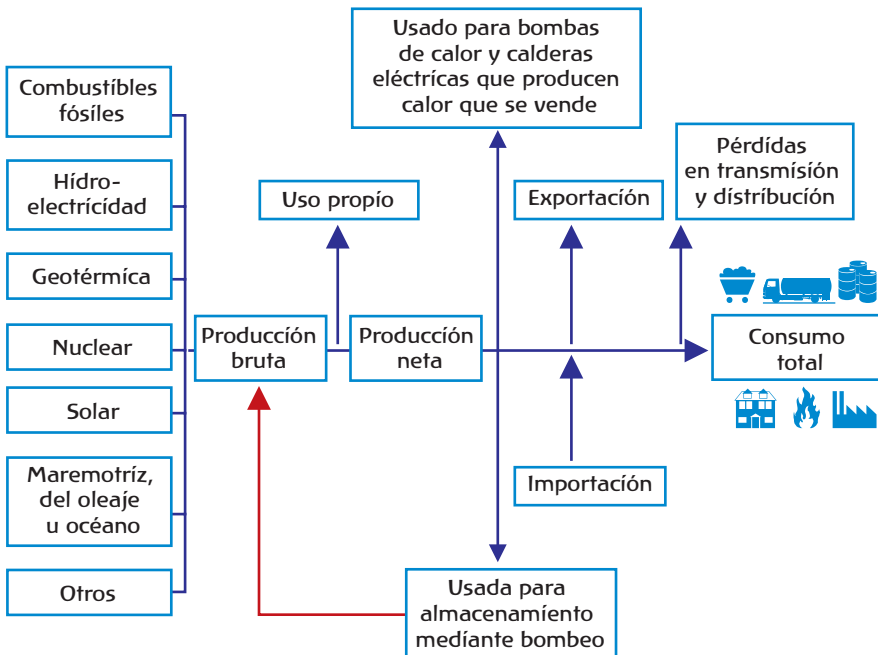 Usado para bombas
de calor y calderas
eléctricas que producen
calor que se vende
Combustibles
fósiles
Pérdidas
en transmisión
y distribución
Hidro-
electricidad
Uso propio
Exportación
Geotérmica
Producción
bruta
Producción
neta
Consumo
total
Nuclear
Solar
Maremotriz,
del oleaje
u océano
Importación
Otros
Usada para
almacenamiento
mediante bombeo